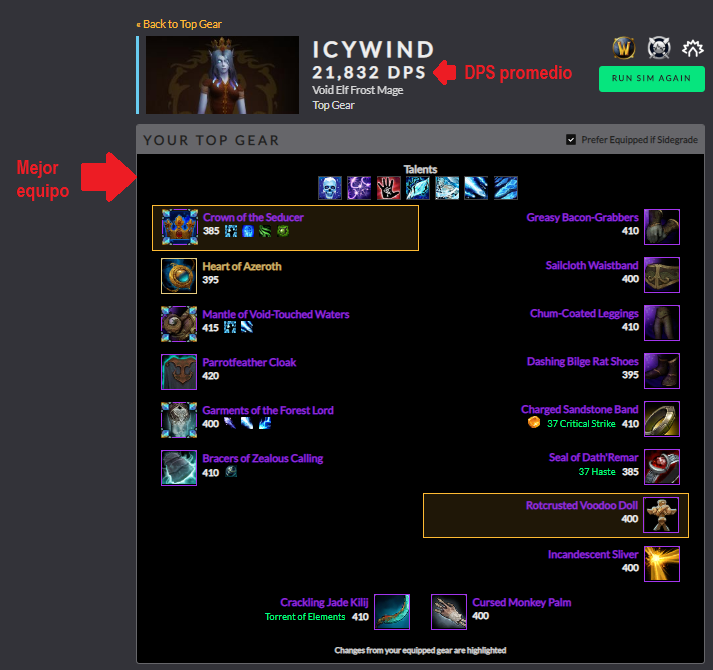 « Back to Top Gear
ICYWIND
21,832 DPS
DPS promedio
Void Elf Frost Mage
Top Gear
W
RUN SIM AGAIN
YOUR TOP GEAR
Prefer Equipped if Sidegrade
Mejor
equipo
Talents
Crown of the Seducer
385
Heart of Azeroth
395
Mantle of Void-Touched Waters
415
Parrotfeather Cloak
420
Garments of the Forest Lord
400
Bracers of Zealous Calling
410
Greasy Bacon-Grabbers
410
Sailcloth Waistband
400
Chum-Coated Leggings
410
Dashing Bilge Rat Shoes
395
Charged Sandstone Band
37 Critical Strike 410
Seal of Dath'Remar
37 Haste 385
Rotcrusted Voodoo Doll
400
Incandescent Sliver
400
Crackling Jade Kilij
Torrent of Elements 410
Cursed Monkey Palm
400
Changes from your equipped gear are highlighted